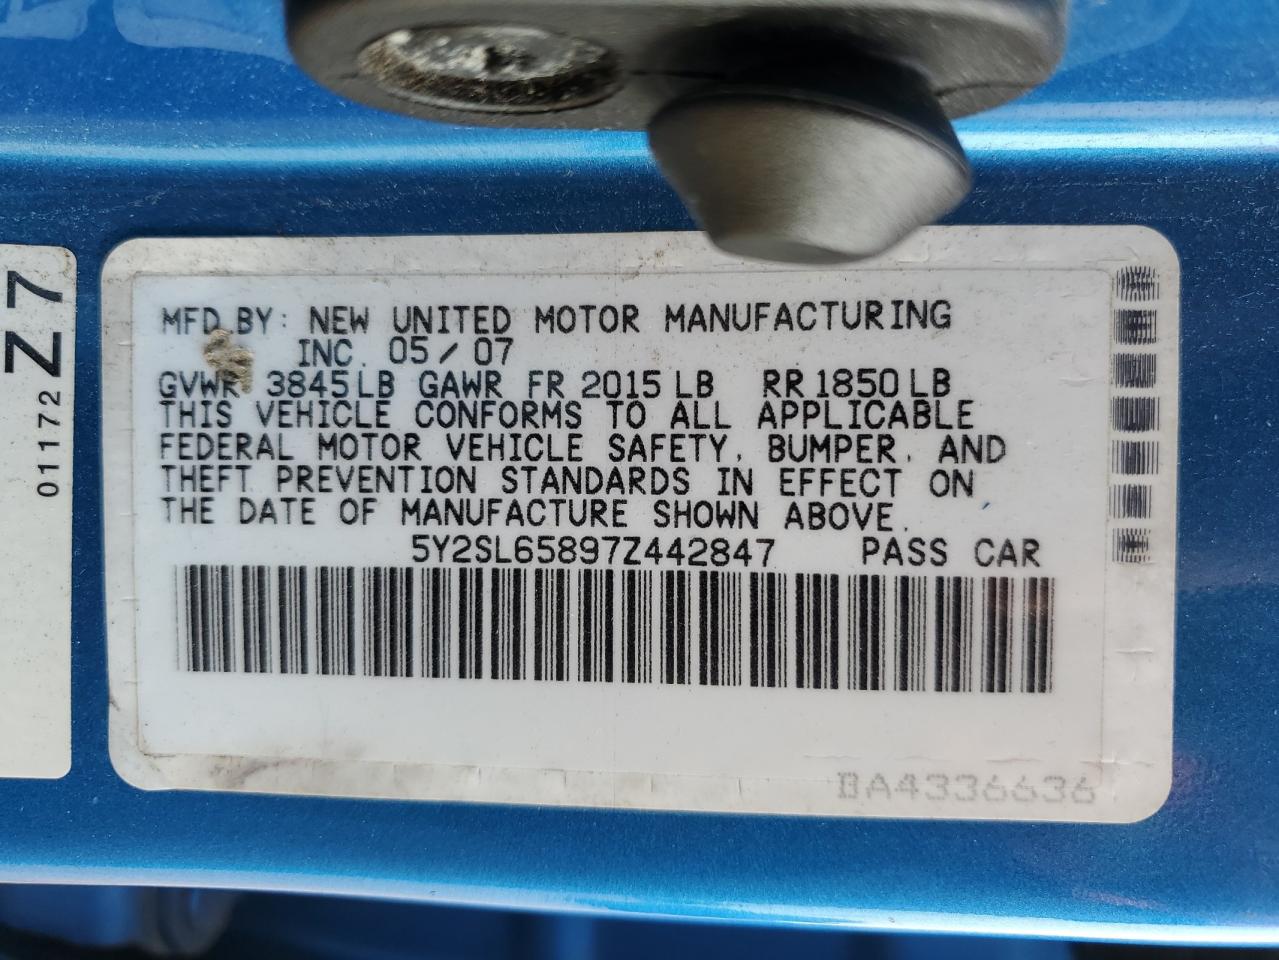 MFD BY: NEW UNITED MOTOR MANUFACTURING
INC. 05/07
GVWR 3845LB GAWR FR 2015LB RR 1850LB
THIS VEHICLE CONFORMS TO ALL APPLICABLE
FEDERAL MOTOR VEHICLE SAFETY, BUMPER, AND
THEFT PREVENTION STANDARDS IN EFFECT ON
THE DATE OF MANUFACTURE SHOWN ABOVE.
5Y2SL65897Z442847 PASS CAR
BA4336636
01172 Z7